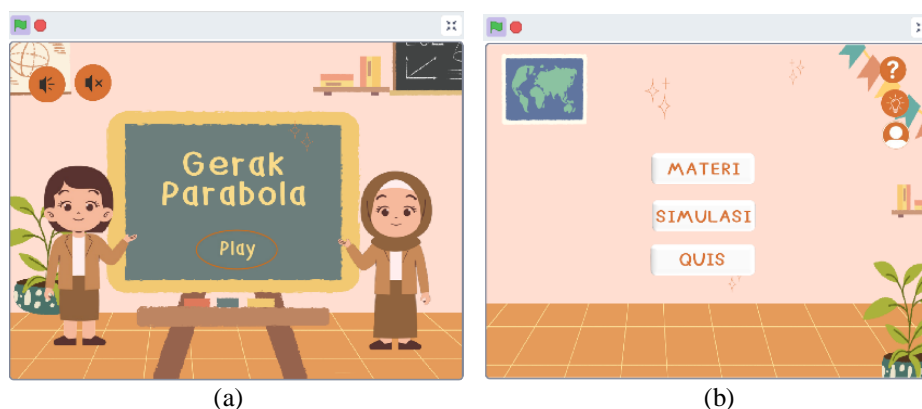 Gerak
Parabola
Play
(a)
?
MATERI
SIMULASI
QUIS
(b)